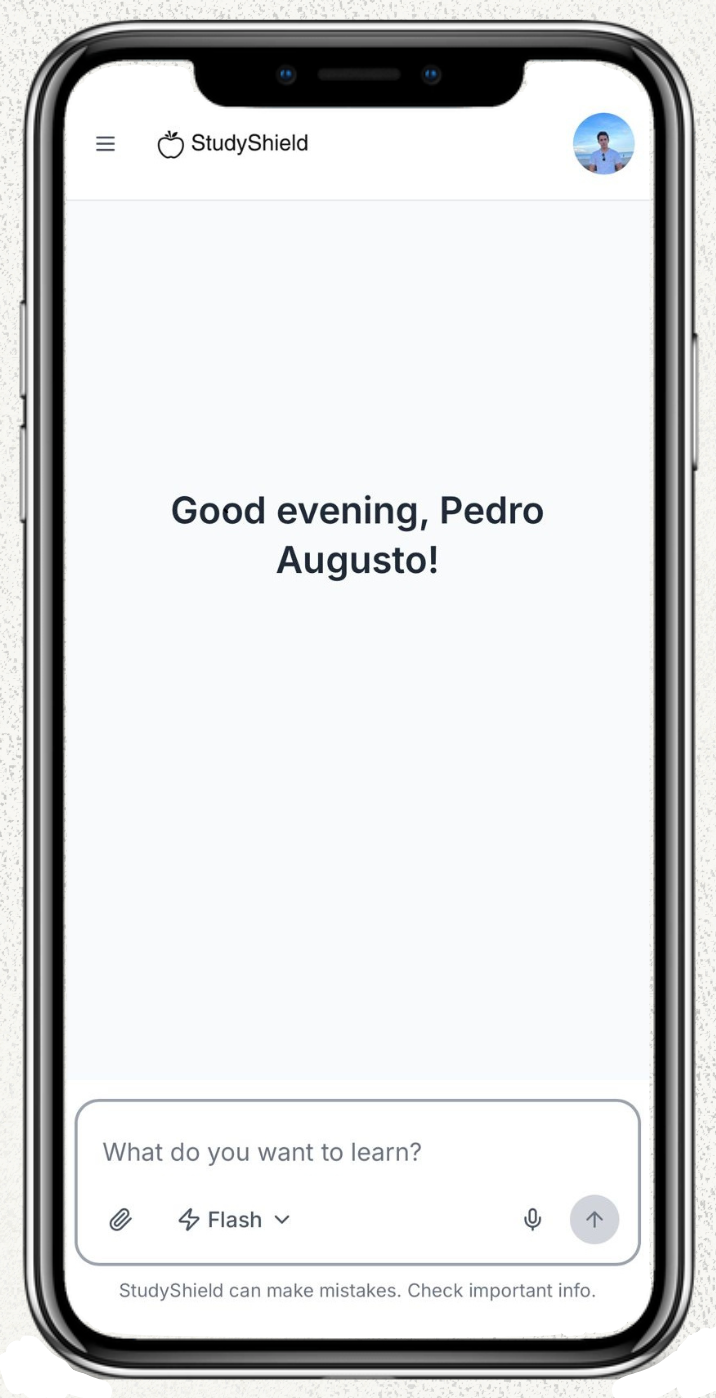 StudyShield
Good evening, Pedro
Augusto!
What do you want to learn?
Flash
StudyShield can make mistakes. Check important info.